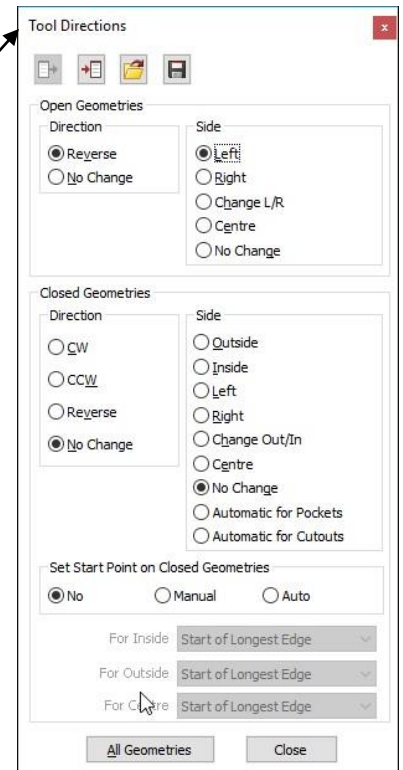 Tool Directions
x
Open Geometries
Direction
Reverse
No Change
Side
Left
Right
Change L/R
Centre
No Change
Closed Geometries
Direction
CW
CCW
Reverse
No Change
Side
Outside
Inside
Left
Right
Change Out/In
Centre
No Change
Automatic for Pockets
Automatic for Cutouts
Set Start Point on Closed Geometries
No Manual Auto
For Inside Start of Longest Edge
For Outside Start of Longest Edge
For Centre Start of Longest Edge
All Geometries Close